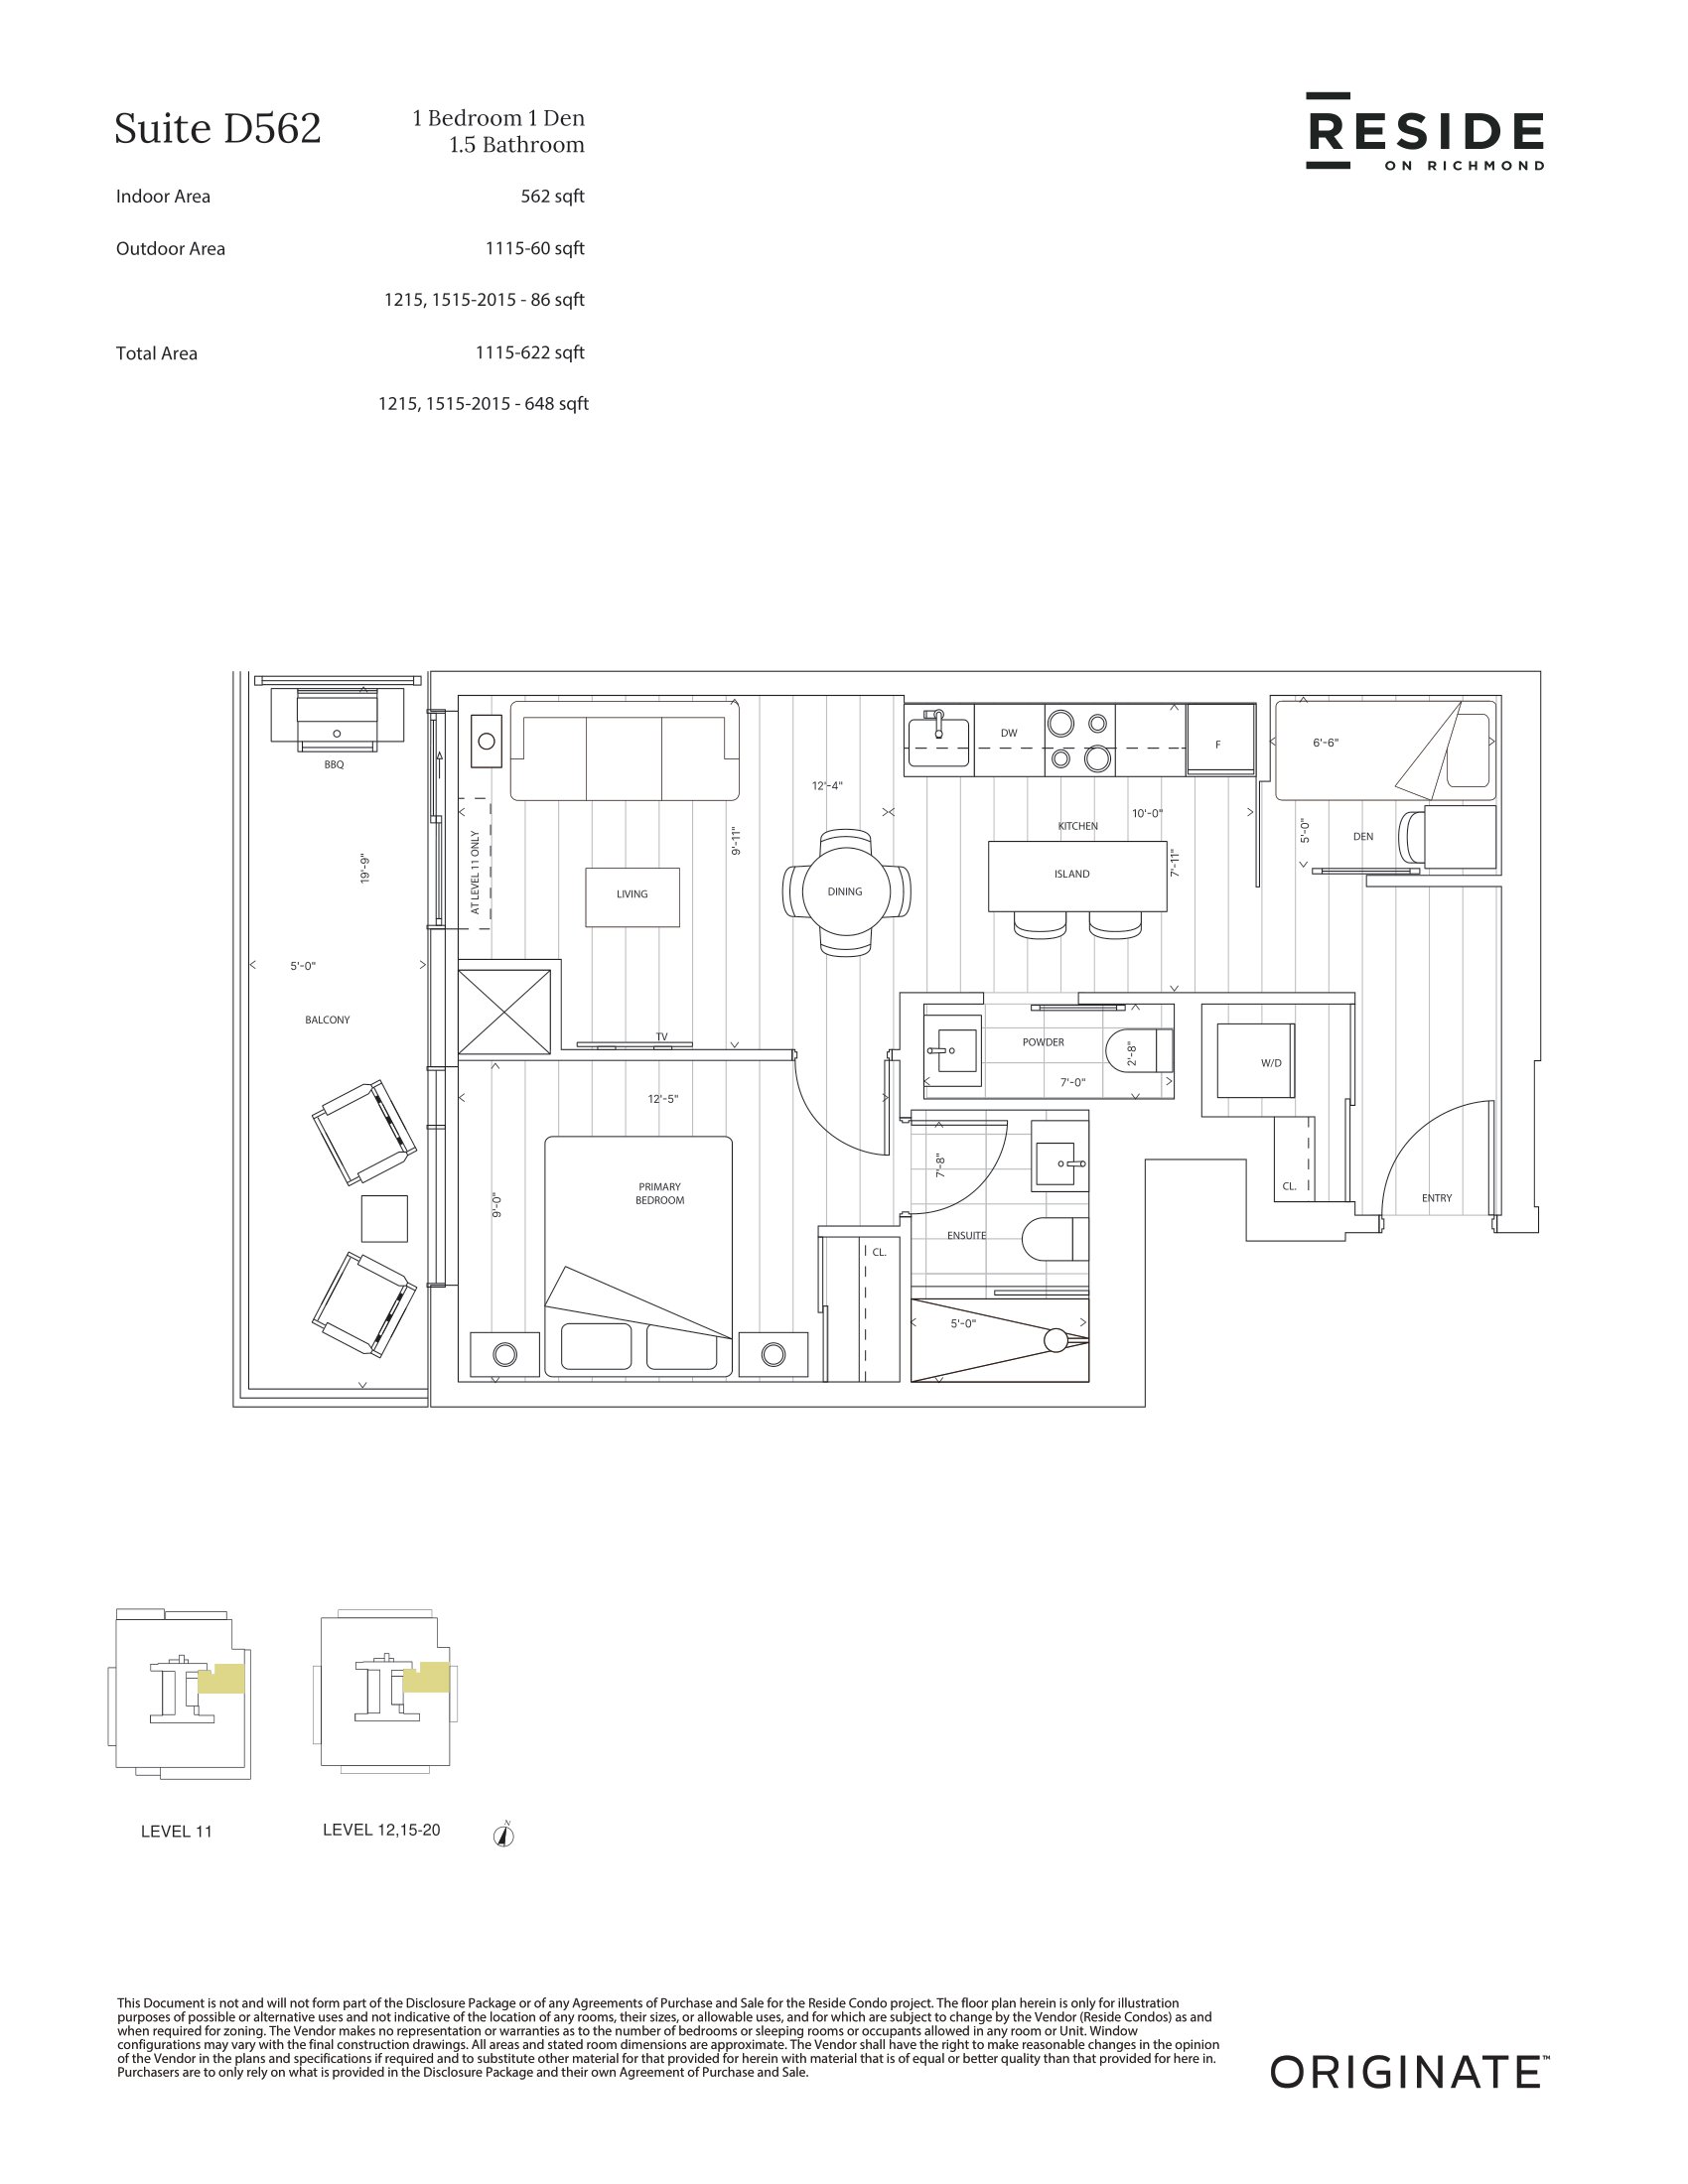 Suite D562
1 Bedroom 1 Den
1.5 Bathroom
RESIDE
ON RICHMOND
Indoor Area 562 sqft
Outdoor Area 1115-60 sqft
1215, 1515-2015 - 86 sqft
Total Area 1115-622 sqft
1215, 1515-2015 - 648 sqft
BBQ
DW
F
6'-6"
12'-4"
10'-0"
KITCHEN
5'-0"
DEN
9'-11"
19'-9"
AT LEVEL 11 ONLY
7'-11"
ISLAND
LIVING
DINING
5'-0"
BALCONY
TV
POWDER
2'-8"
W/D
7'-0"
12'-5"
7'-8"
PRIMARY
BEDROOM
9'-0"
CL.
ENTRY
ENSUITE
CL.
5'-0"
N
LEVEL 11
LEVEL 12,15-20
This Document is not and will not form part of the Disclosure Package or of any Agreements of Purchase and Sale for the Reside Condo project. The floor plan herein is only for illustration
purposes of possible or alternative uses and not indicative of the location of any rooms, their sizes, or allowable uses, and for which are subject to change by the Vendor (Reside Condos) as and
when required for zoning. The Vendor makes no representation or warranties as to the number of bedrooms or sleeping rooms or occupants allowed in any room or Unit. Window
configurations may vary with the final construction drawings. All areas and stated room dimensions are approximate. The Vendor shall have the right to make reasonable changes in the opinion
of the Vendor in the plans and specifications if required and to substitute other material for that provided for herein with material that is of equal or better quality than that provided for here in.
Purchasers are to only rely on what is provided in the Disclosure Package and their own Agreement of Purchase and Sale.
ORIGINATE™